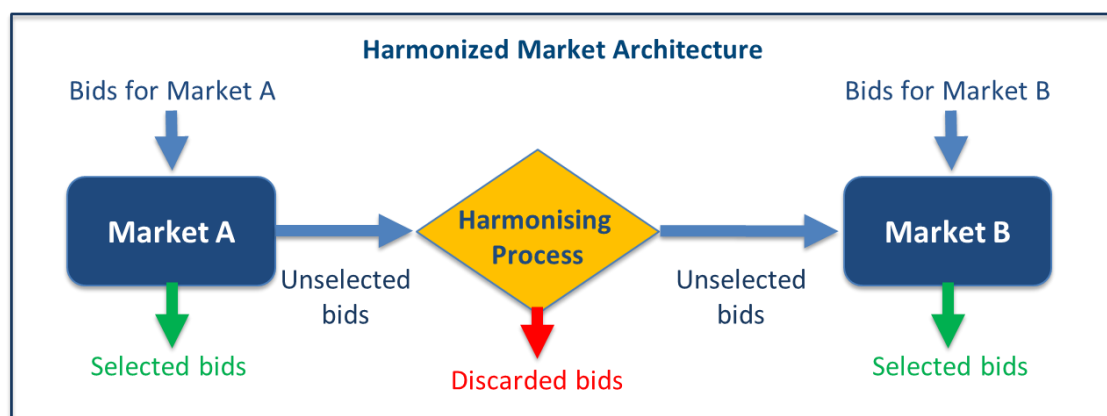 Harmonized Market Architecture
Bids for Market A
Bids for Market B
Market A
Harmonising
Process
Market B
Unselected
bids
Unselected
bids
Selected bids
Discarded bids
Selected bids